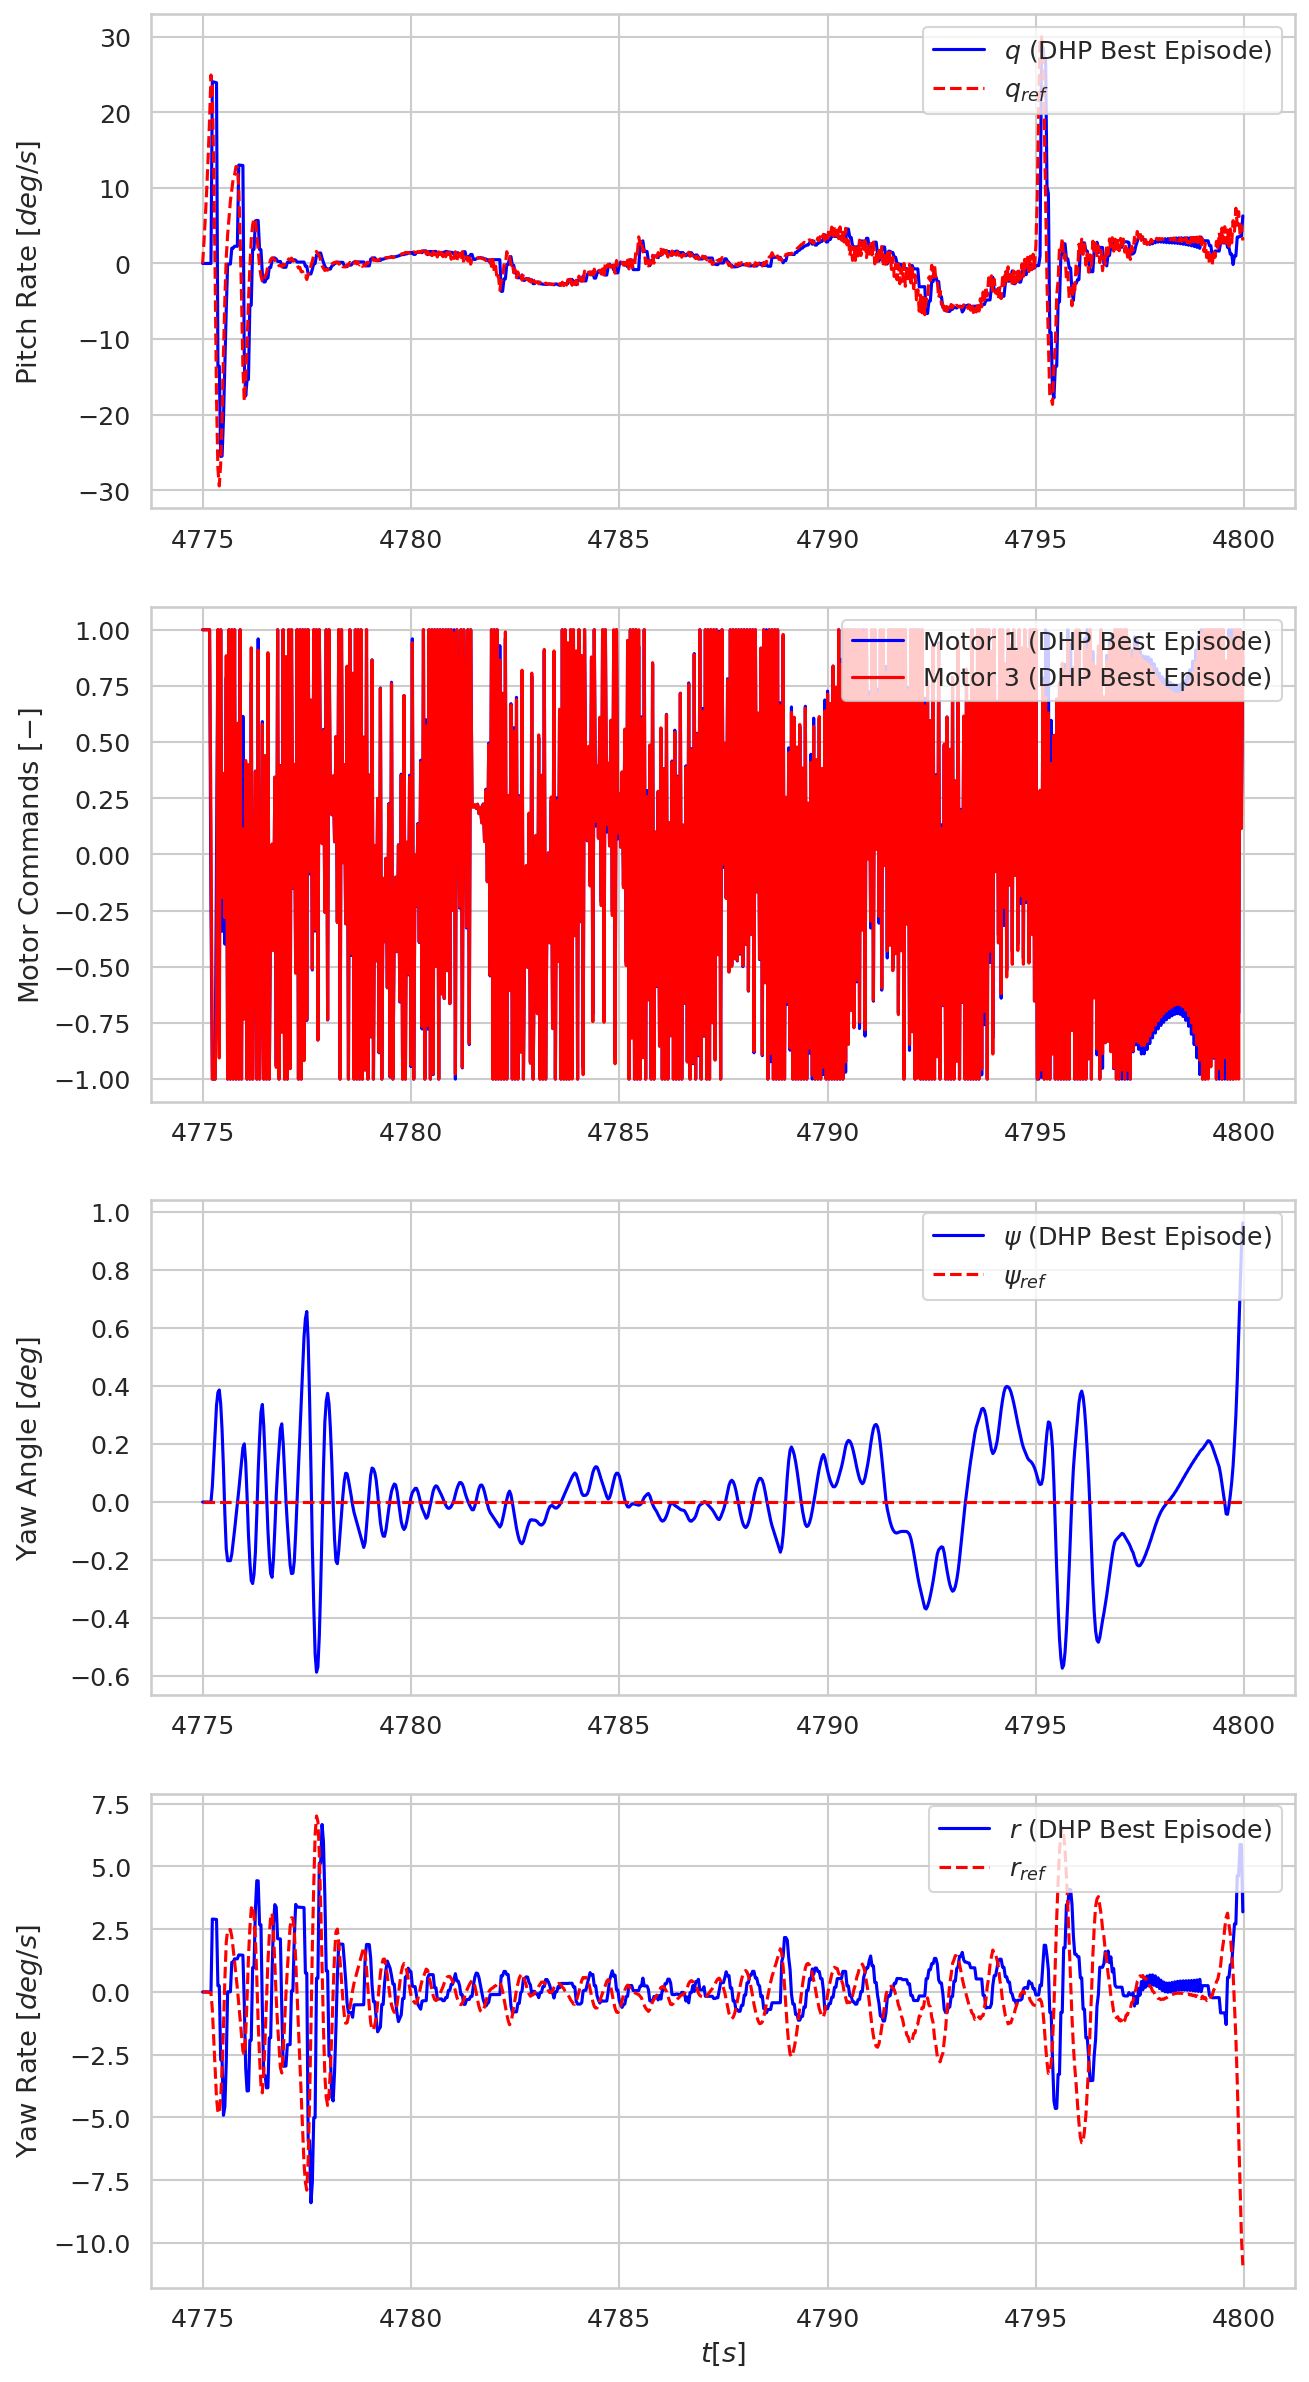 30
20
10
0
−10
−20
−30
Pitch Rate [deg/s]
q (DHP Best Episode)
q_ref
4775 4780 4785 4790 4795 4800
1.00
0.75
0.50
0.25
0.00
−0.25
−0.50
−0.75
−1.00
Motor Commands [−]
Motor 1 (DHP Best Episode)
Motor 3 (DHP Best Episode)
4775 4780 4785 4790 4795 4800
1.0
0.8
0.6
0.4
0.2
0.0
−0.2
−0.4
−0.6
Yaw Angle [deg]
ψ (DHP Best Episode)
ψ_ref
4775 4780 4785 4790 4795 4800
7.5
5.0
2.5
0.0
−2.5
−5.0
−7.5
−10.0
Yaw Rate [deg/s]
r (DHP Best Episode)
r_ref
4775 4780 4785 4790 4795 4800
t[s]